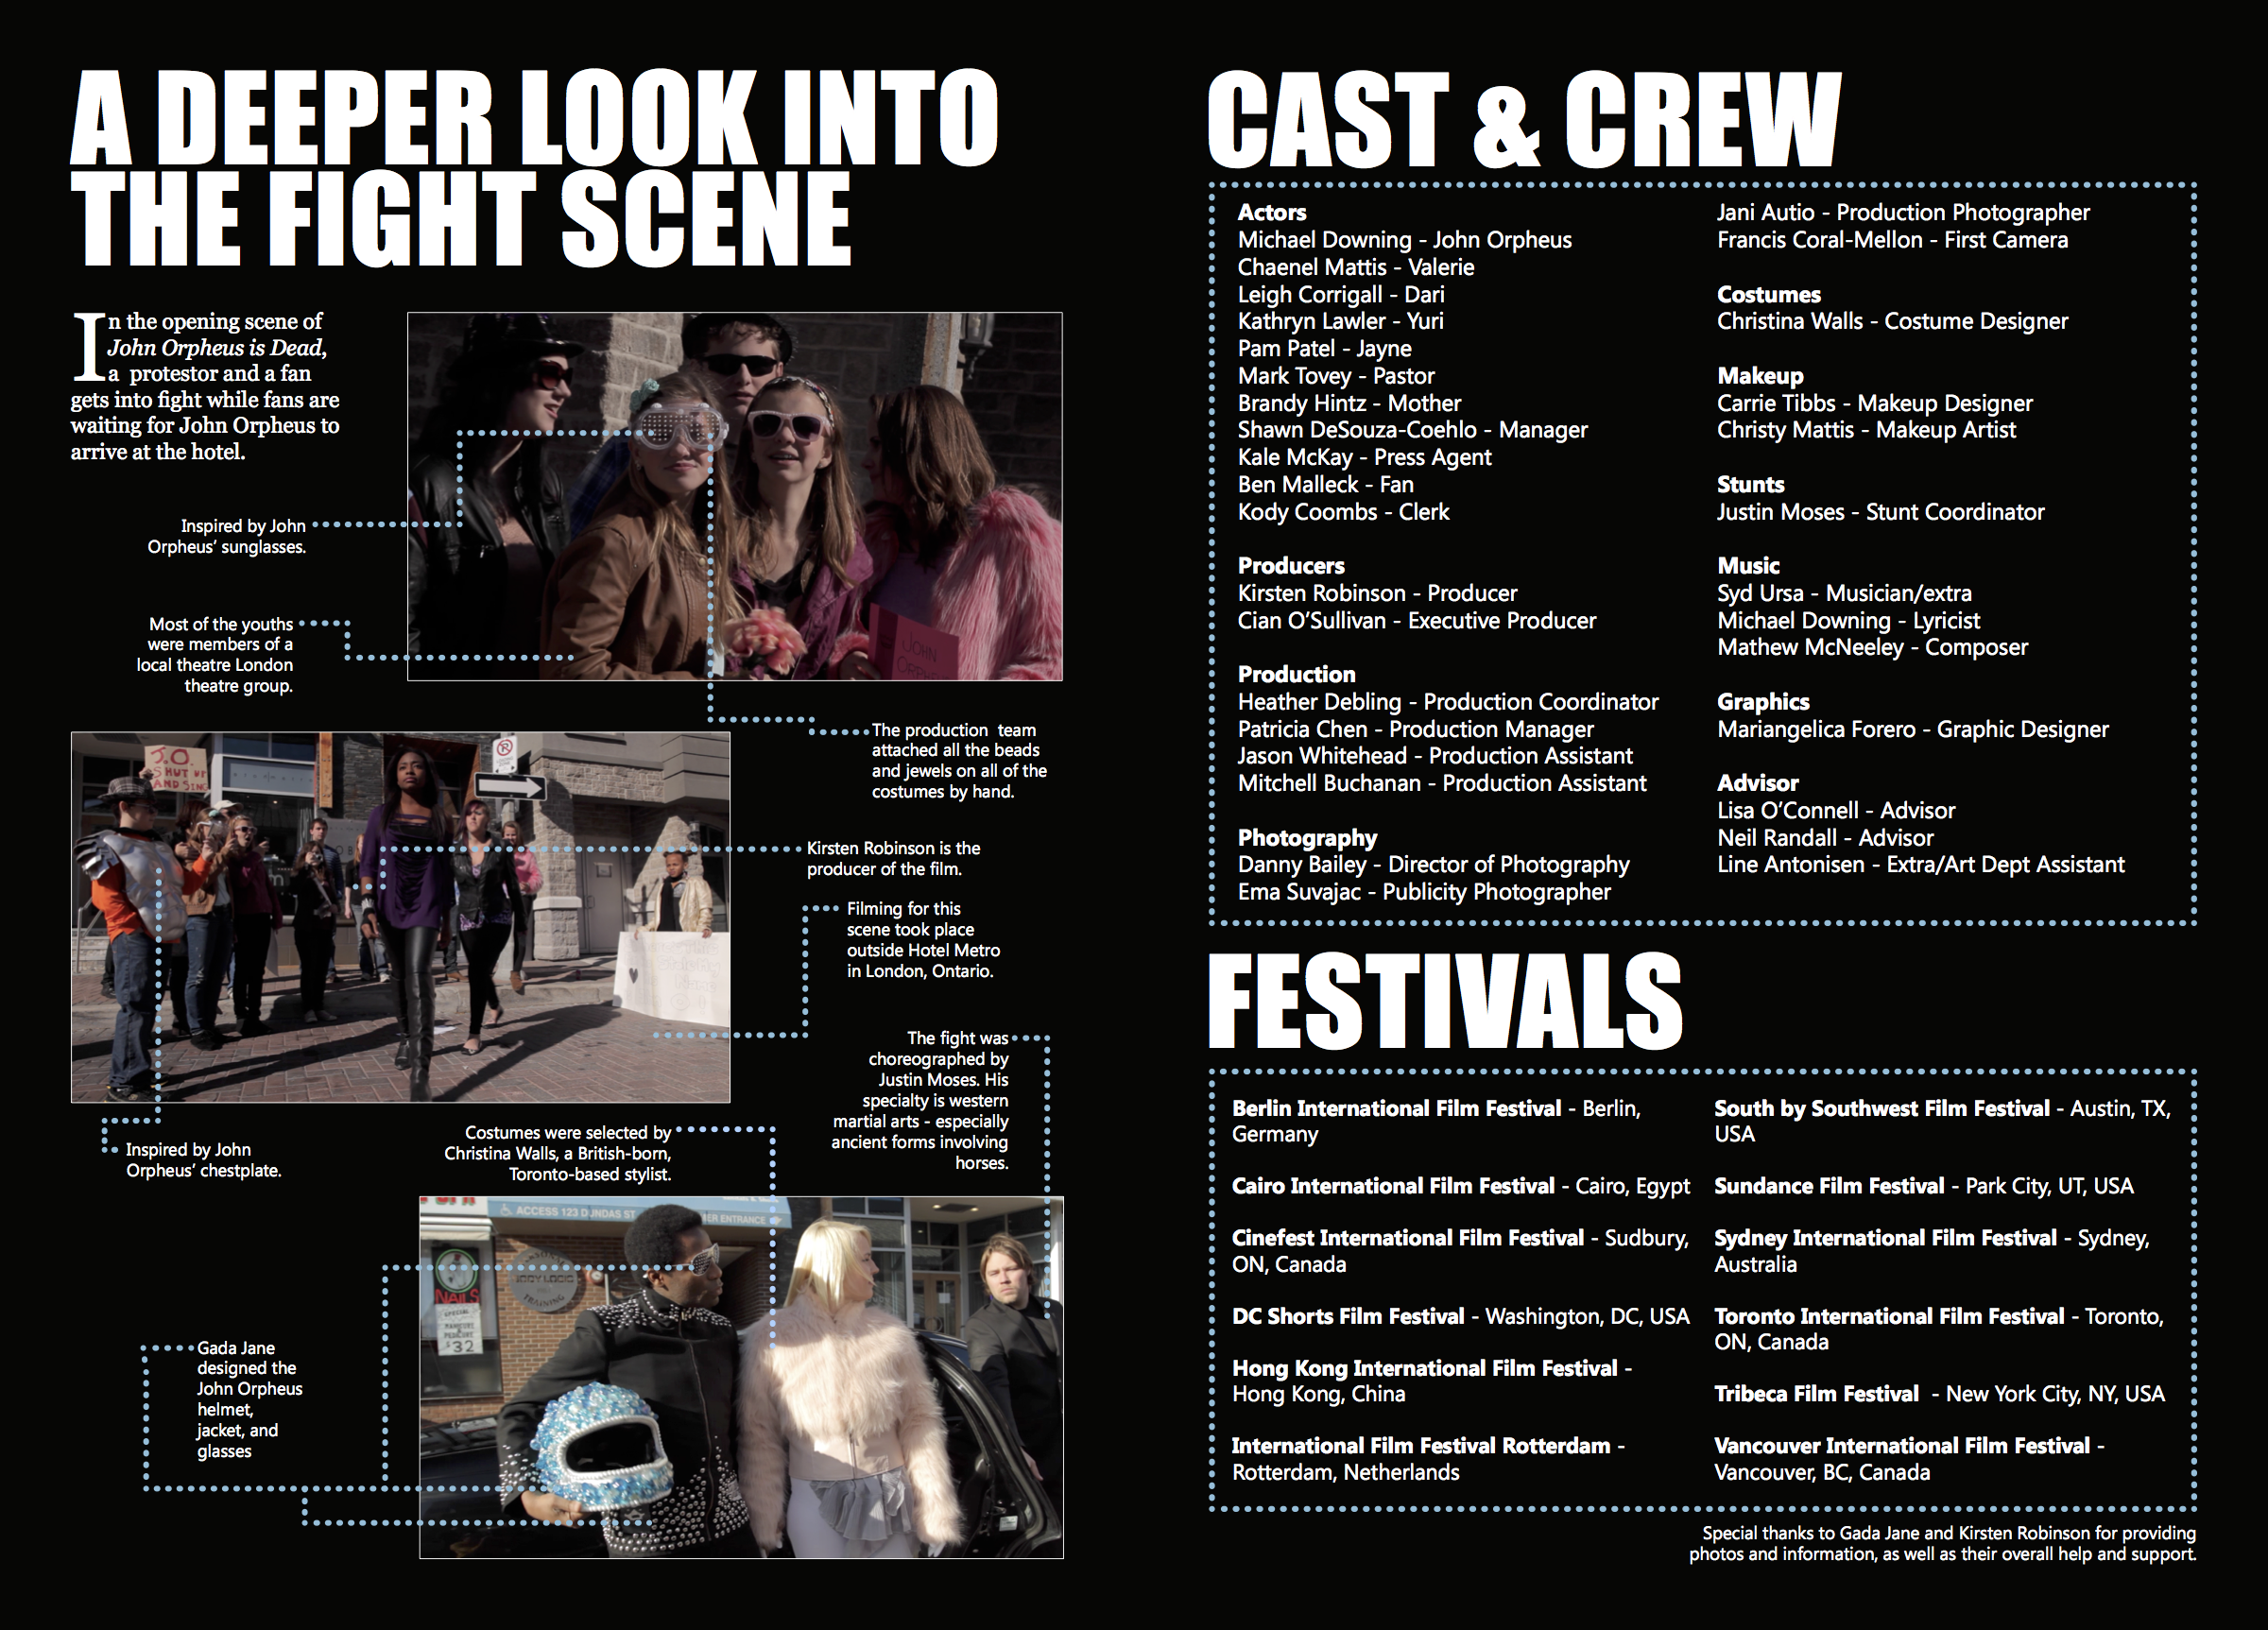 A DEEPER LOOK INTO
THE FIGHT SCENE
In the opening scene of
John Orpheus is Dead,
a  protestor and a fan
gets into fight while fans are
waiting for John Orpheus to
arrive at the hotel.
Inspired by John
Orpheus’ sunglasses.
Most of the youths
were members of a
local theatre London
theatre group.
JOHN
The production  team
attached all the beads
and jewels on all of the
costumes by hand.
J.O.
SHUT UP
AND SING
Kirsten Robinson is the
producer of the film.
Filming for this
scene took place
outside Hotel Metro
in London, Ontario.
The fight was
choreographed by
Justin Moses. His
specialty is western
martial arts - especially
ancient forms involving
horses.
Inspired by John
Orpheus’ chestplate.
Costumes were selected by
Christina Walls, a British-born,
Toronto-based stylist.
ACCESS 123 DUNDAS ST
ER ENTRANCE
NAILS
SPECIAL
MANICURE
&
PEDICURE
$32
TRAINING
Gada Jane
designed the
John Orpheus
helmet,
jacket, and
glasses
CAST & CREW
Actors
Michael Downing - John Orpheus
Chaenel Mattis - Valerie
Leigh Corrigall - Dari
Kathryn Lawler - Yuri
Pam Patel - Jayne
Mark Tovey - Pastor
Brandy Hintz - Mother
Shawn DeSouza-Coehlo - Manager
Kale McKay - Press Agent
Ben Malleck - Fan
Kody Coombs - Clerk
Producers
Kirsten Robinson - Producer
Cian O’Sullivan - Executive Producer
Production
Heather Debling - Production Coordinator
Patricia Chen - Production Manager
Jason Whitehead - Production Assistant
Mitchell Buchanan - Production Assistant
Photography
Danny Bailey - Director of Photography
Ema Suvajac - Publicity Photographer
Jani Autio - Production Photographer
Francis Coral-Mellon - First Camera
Costumes
Christina Walls - Costume Designer
Makeup
Carrie Tibbs - Makeup Designer
Christy Mattis - Makeup Artist
Stunts
Justin Moses - Stunt Coordinator
Music
Syd Ursa - Musician/extra
Michael Downing - Lyricist
Mathew McNeeley - Composer
Graphics
Mariangelica Forero - Graphic Designer
Advisor
Lisa O’Connell - Advisor
Neil Randall - Advisor
Line Antonisen - Extra/Art Dept Assistant
FESTIVALS
Berlin International Film Festival - Berlin,
Germany
Cairo International Film Festival - Cairo, Egypt
Cinefest International Film Festival - Sudbury,
ON, Canada
DC Shorts Film Festival - Washington, DC, USA
Hong Kong International Film Festival -
Hong Kong, China
International Film Festival Rotterdam -
Rotterdam, Netherlands
South by Southwest Film Festival - Austin, TX,
USA
Sundance Film Festival - Park City, UT, USA
Sydney International Film Festival - Sydney,
Australia
Toronto International Film Festival - Toronto,
ON, Canada
Tribeca Film Festival  - New York City, NY, USA
Vancouver International Film Festival -
Vancouver, BC, Canada
Special thanks to Gada Jane and Kirsten Robinson for providing
photos and information, as well as their overall help and support.